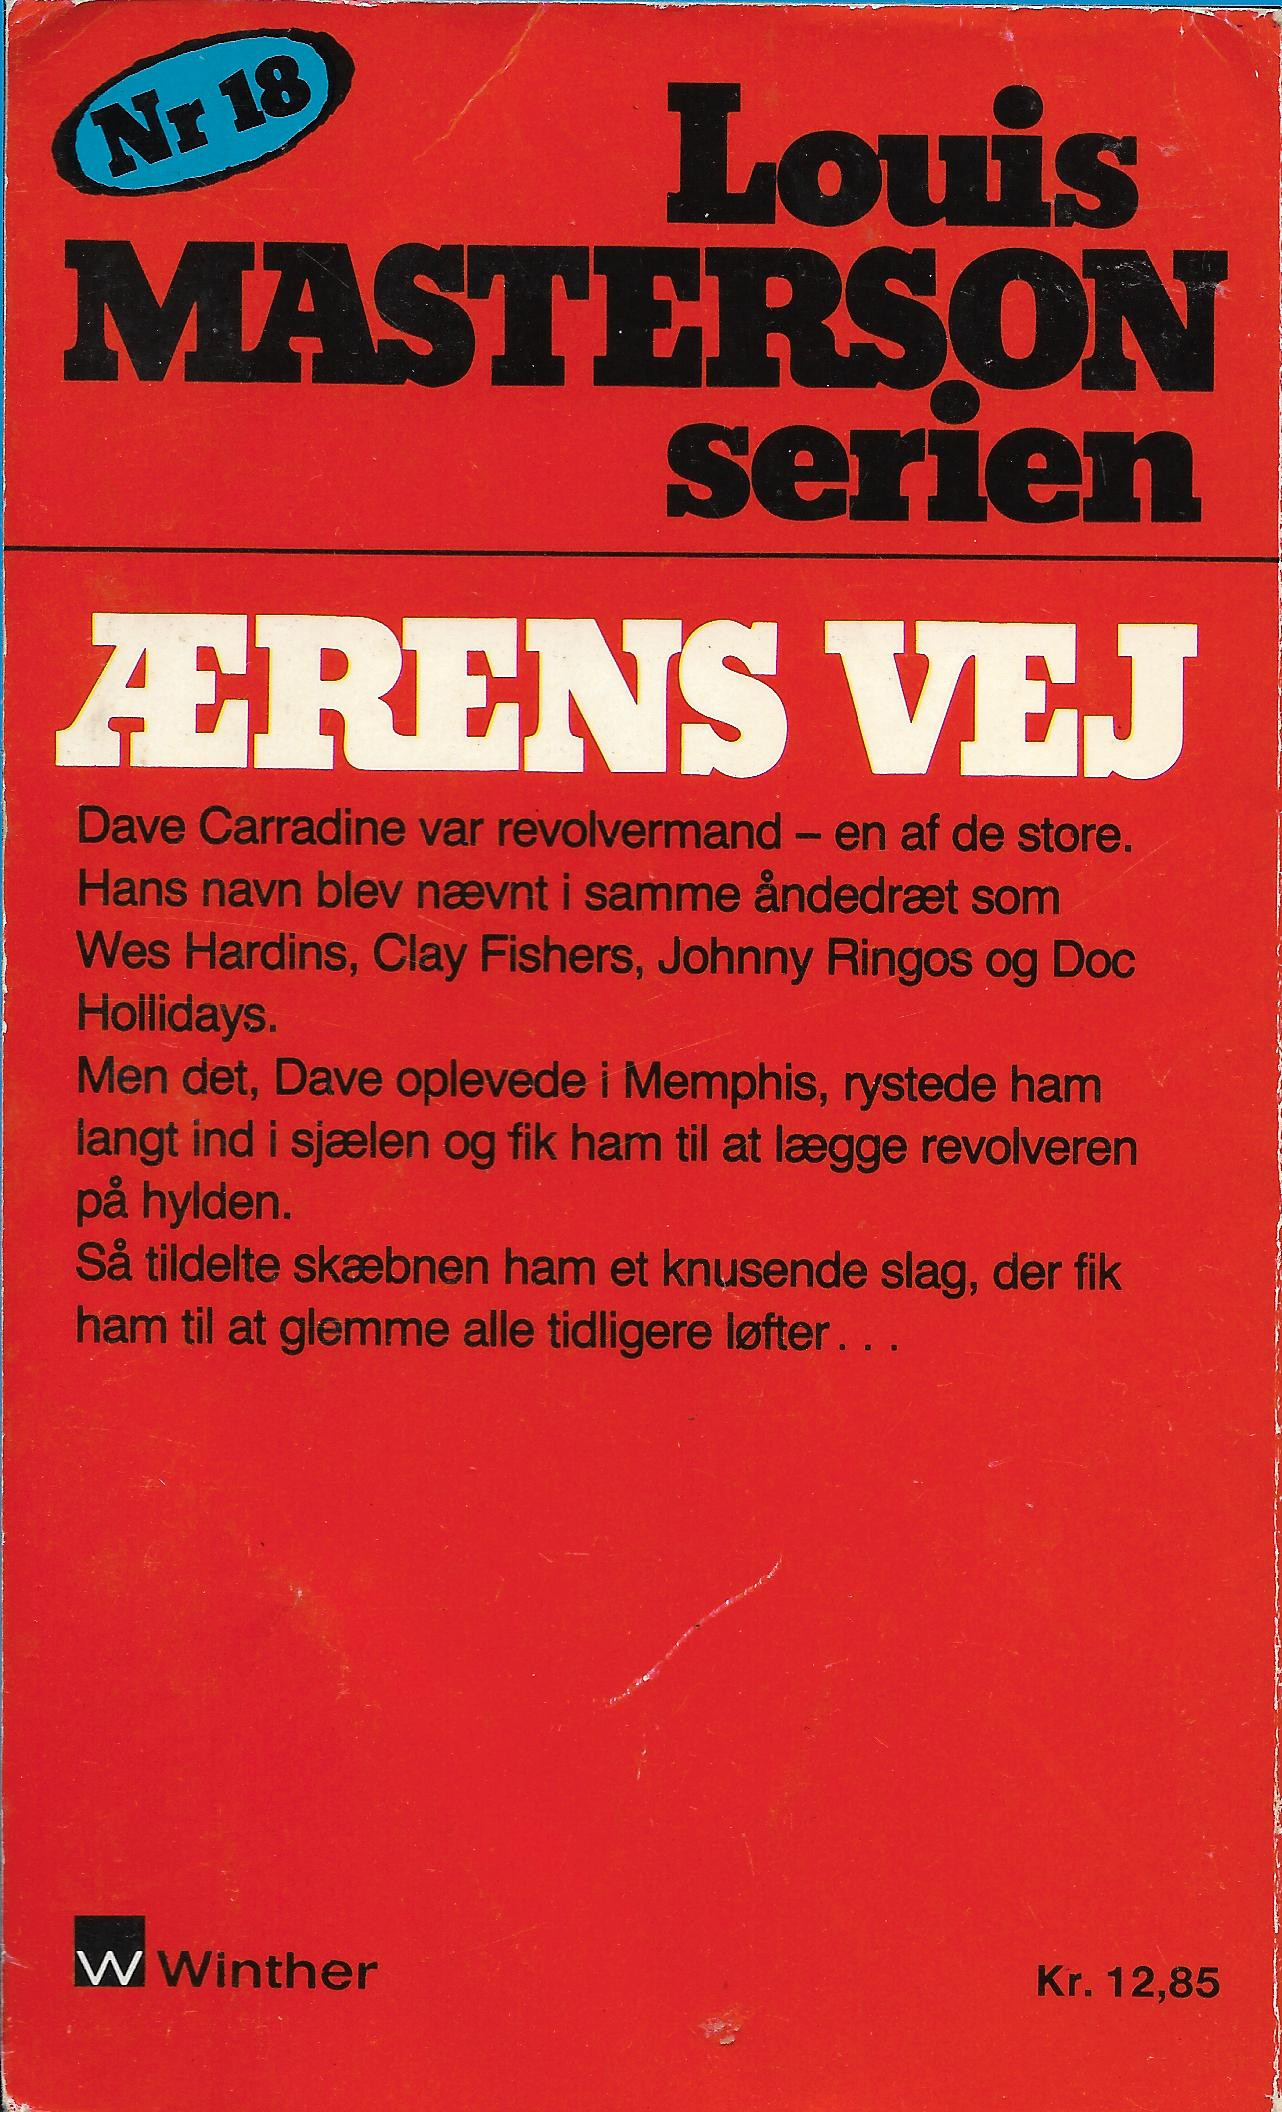 Nr 18
Louis
MASTERSON
serien
ÆRENS VEJ
Dave Carradine var revolvermand – en af de store.
Hans navn blev nævnt i samme åndedræt som
Wes Hardins, Clay Fishers, Johnny Ringos og Doc
Hollidays.
Men det, Dave oplevede i Memphis, rystede ham
langt ind i sjælen og fik ham til at lægge revolveren
på hylden.
Så tildelte skæbnen ham et knusende slag, der fik
ham til at glemme alle tidligere løfter. . .
W Winther
Kr. 12,85